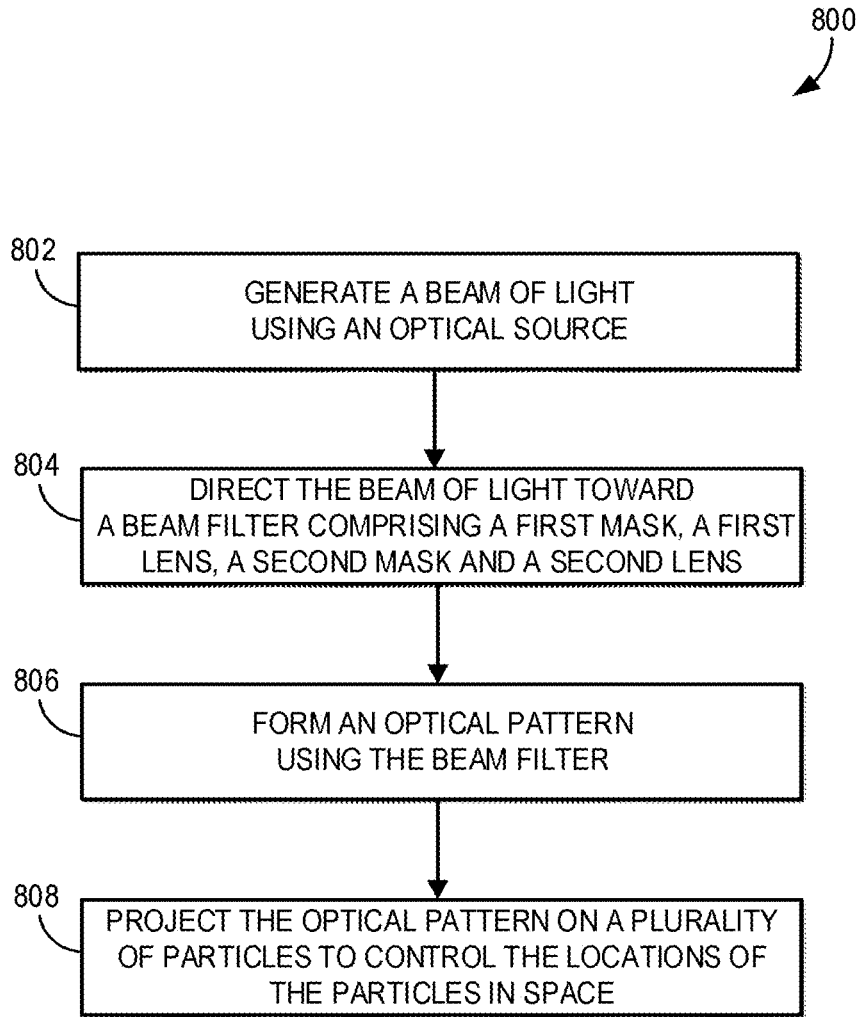 800
802
GENERATE A BEAM OF LIGHT
USING AN OPTICAL SOURCE
804
DIRECT THE BEAM OF LIGHT TOWARD
A BEAM FILTER COMPRISING A FIRST MASK, A FIRST
LENS, A SECOND MASK AND A SECOND LENS
806
FORM AN OPTICAL PATTERN
USING THE BEAM FILTER
808
PROJECT THE OPTICAL PATTERN ON A PLURALITY
OF PARTICLES TO CONTROL THE LOCATIONS OF
THE PARTICLES IN SPACE